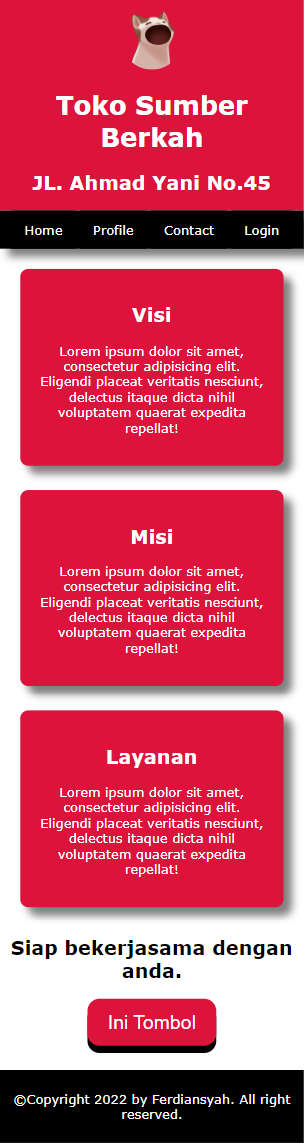 Toko Sumber
Berkah
JL. Ahmad Yani No.45
Home Profile Contact Login
Visi
Lorem ipsum dolor sit amet,
consectetur adipisicing elit.
Eligendi placeat veritatis nesciunt,
delectus itaque dicta nihil
voluptatem quaerat expedita
repellat!
Misi
Lorem ipsum dolor sit amet,
consectetur adipisicing elit.
Eligendi placeat veritatis nesciunt,
delectus itaque dicta nihil
voluptatem quaerat expedita
repellat!
Layanan
Lorem ipsum dolor sit amet,
consectetur adipisicing elit.
Eligendi placeat veritatis nesciunt,
delectus itaque dicta nihil
voluptatem quaerat expedita
repellat!
Siap bekerjasama dengan
anda.
Ini Tombol
©Copyright 2022 by Ferdiansyah. All right
reserved.